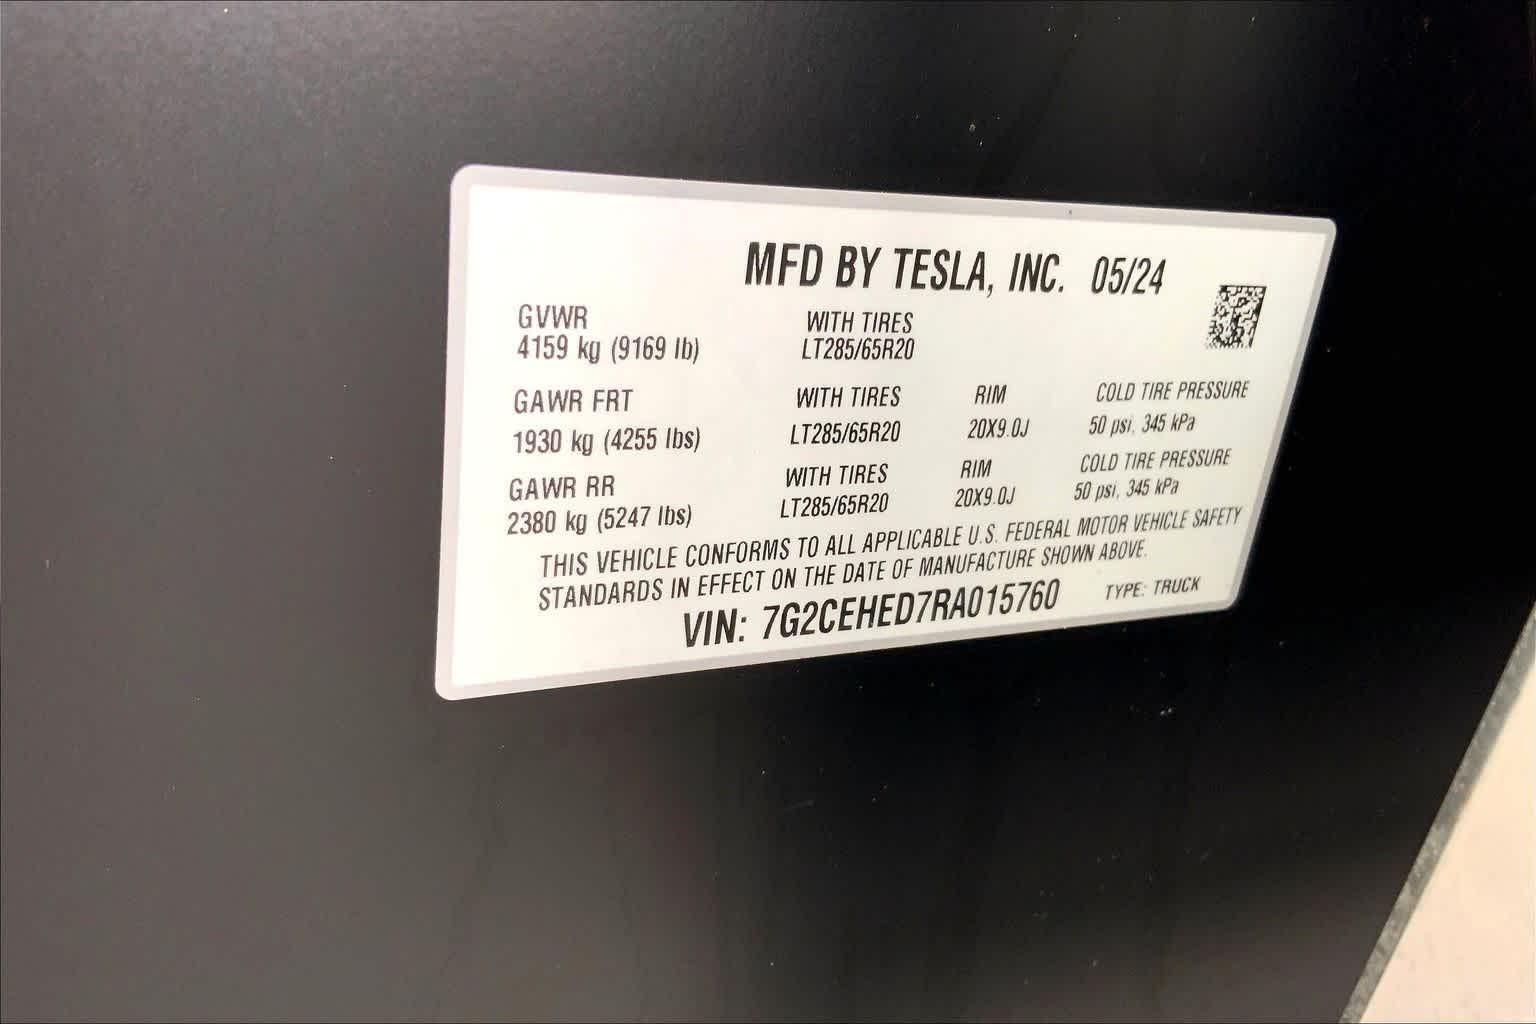 MFD BY TESLA, INC. 05/24
GVWR WITH TIRES
4159 kg (9169 lb) LT285/65R20
GAWR FRT WITH TIRES RIM COLD TIRE PRESSURE
1930 kg (4255 lbs) LT285/65R20 20X9.0J 50 psi, 345 kPa
GAWR RR WITH TIRES RIM COLD TIRE PRESSURE
2380 kg (5247 lbs) LT285/65R20 20X9.0J 50 psi, 345 kPa
THIS VEHICLE CONFORMS TO ALL APPLICABLE U.S. FEDERAL MOTOR VEHICLE SAFETY
STANDARDS IN EFFECT ON THE DATE OF MANUFACTURE SHOWN ABOVE.
VIN: 7G2CEHED7RA015760 TYPE: TRUCK